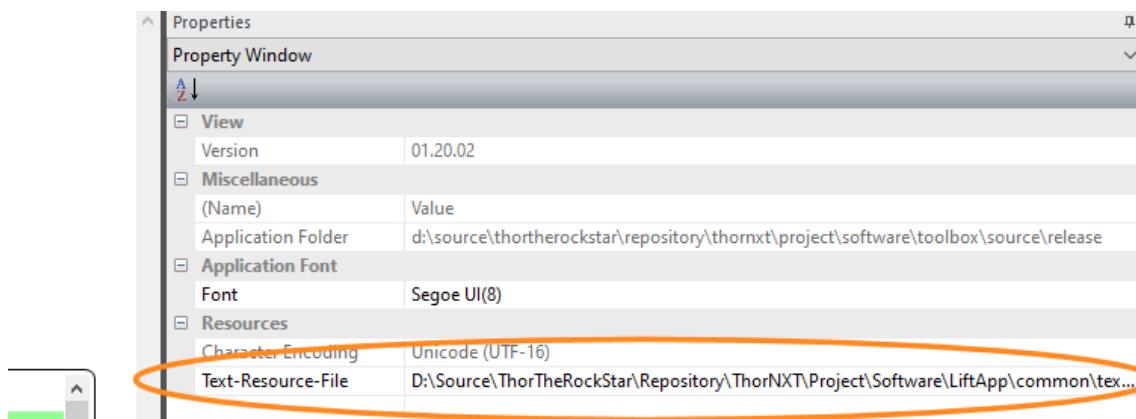 Properties
Property Window
View
Version 01.20.02
Miscellaneous
(Name) Value
Application Folder d:\source\thortherockstar\repository\thornxt\project\software\toolbox\source\release
Application Font
Font Segoe UI(8)
Resources
Character Encoding Unicode (UTF-16)
Text-Resource-File D:\Source\ThorTheRockStar\Repository\ThorNXT\Project\Software\LiftApp\common\tex...